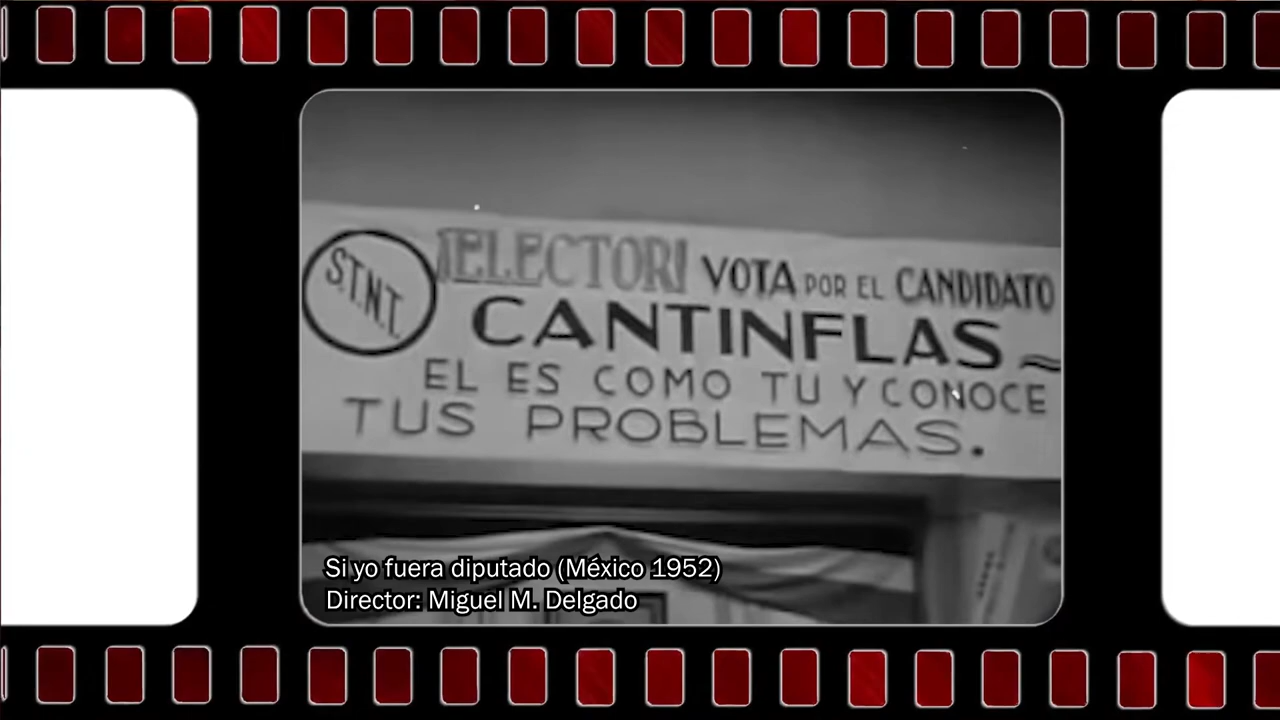 S.T.N.T.
¡ELECTOR! VOTA POR EL CANDIDATO
CANTINFLAS
EL ES COMO TU Y CONOCE
TUS PROBLEMAS.
Si yo fuera diputado (México 1952)
Director: Miguel M. Delgado